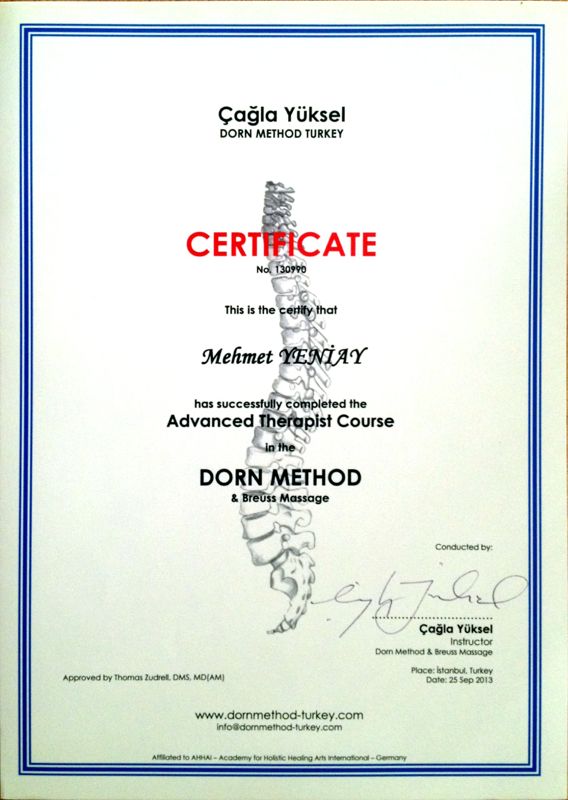 Çağla Yüksel
DORN METHOD TURKEY
CERTIFICATE
No. 130990
This is the certify that
Mehmet YENİAY
has successfully completed the
Advanced Therapist Course
in the
DORN METHOD
& Breuss Massage
Conducted by:
Çağla Yüksel
Instructor
Dorn Method & Breuss Massage
Place: İstanbul, Turkey
Date: 25 Sep 2013
Approved by Thomas Zudrell, DMS, MD(AM)
www.dornmethod-turkey.com
info@dornmethod-turkey.com
Affiliated to AHHAI – Academy for Holistic Healing Arts International – Germany